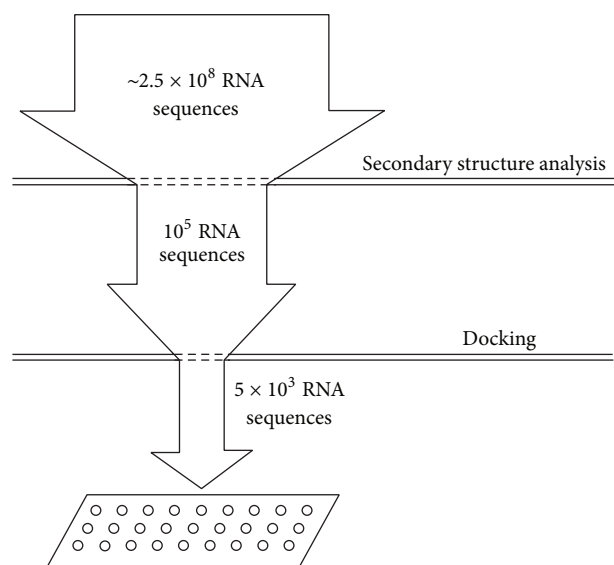 ~2.5 × 10⁸ RNA
sequences
Secondary structure analysis
10⁵ RNA
sequences
Docking
5 × 10³ RNA
sequences